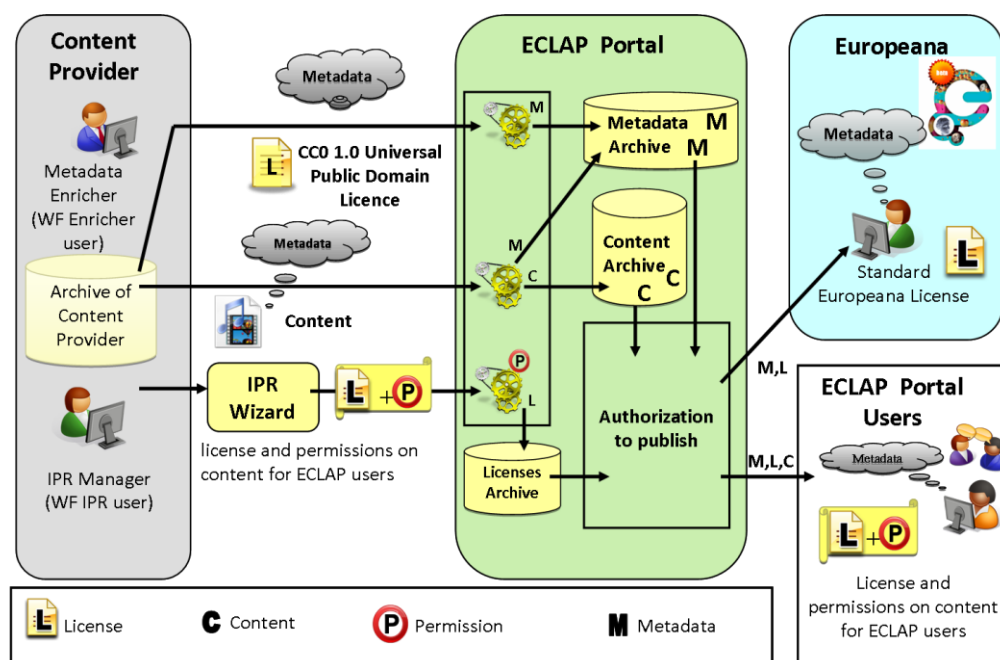 Content
Provider
Metadata
Enricher
(WF Enricher
user)
Archive of
Content
Provider
IPR Manager
(WF IPR user)
Metadata
L
CC0 1.0 Universal
Public Domain
Licence
Metadata
Content
IPR
Wizard
L + P
license and permissions on
content for ECLAP users
ECLAP Portal
M
Metadata M
Archive M
M
C
Content
Archive C
C
P
L
Licenses
Archive
Authorization
to publish
M,L
M,L,C
Europeana
Metadata
L
Standard
Europeana License
ECLAP Portal
Users
Metadata
L + P
License and
permissions on content
for ECLAP users
L License
C Content
P Permission
M Metadata